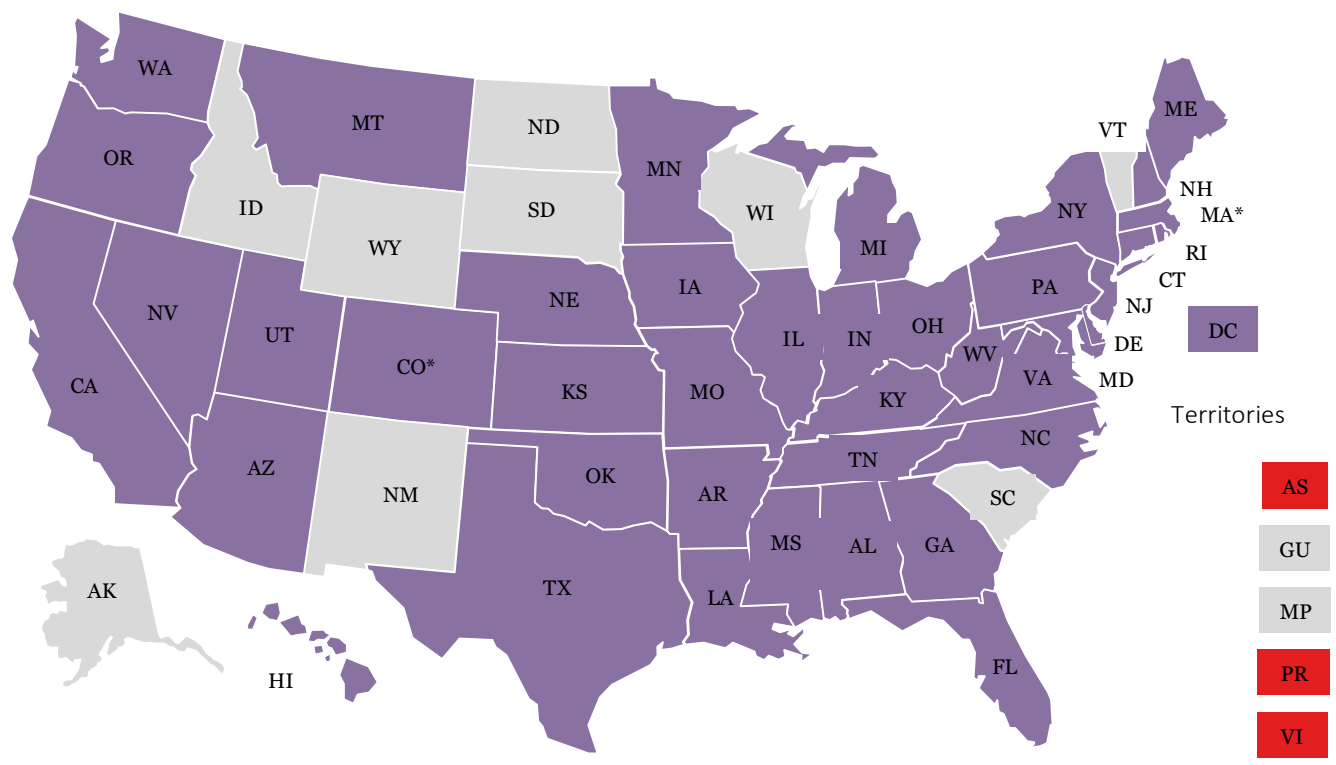 WA
MT
ND
ME
VT
OR
MN
ID
SD
WI
NH
NY
MA*
WY
MI
RI
CT
IA
PA
NE
NJ
NV
UT
IL
IN
OH
DC
DE
WV
CO*
VA
MD
CA
KS
MO
KY
Territories
NC
TN
AZ
OK
AR
NM
SC
AS
MS
AL
GA
GU
AK
TX
LA
MP
FL
PR
HI
VI